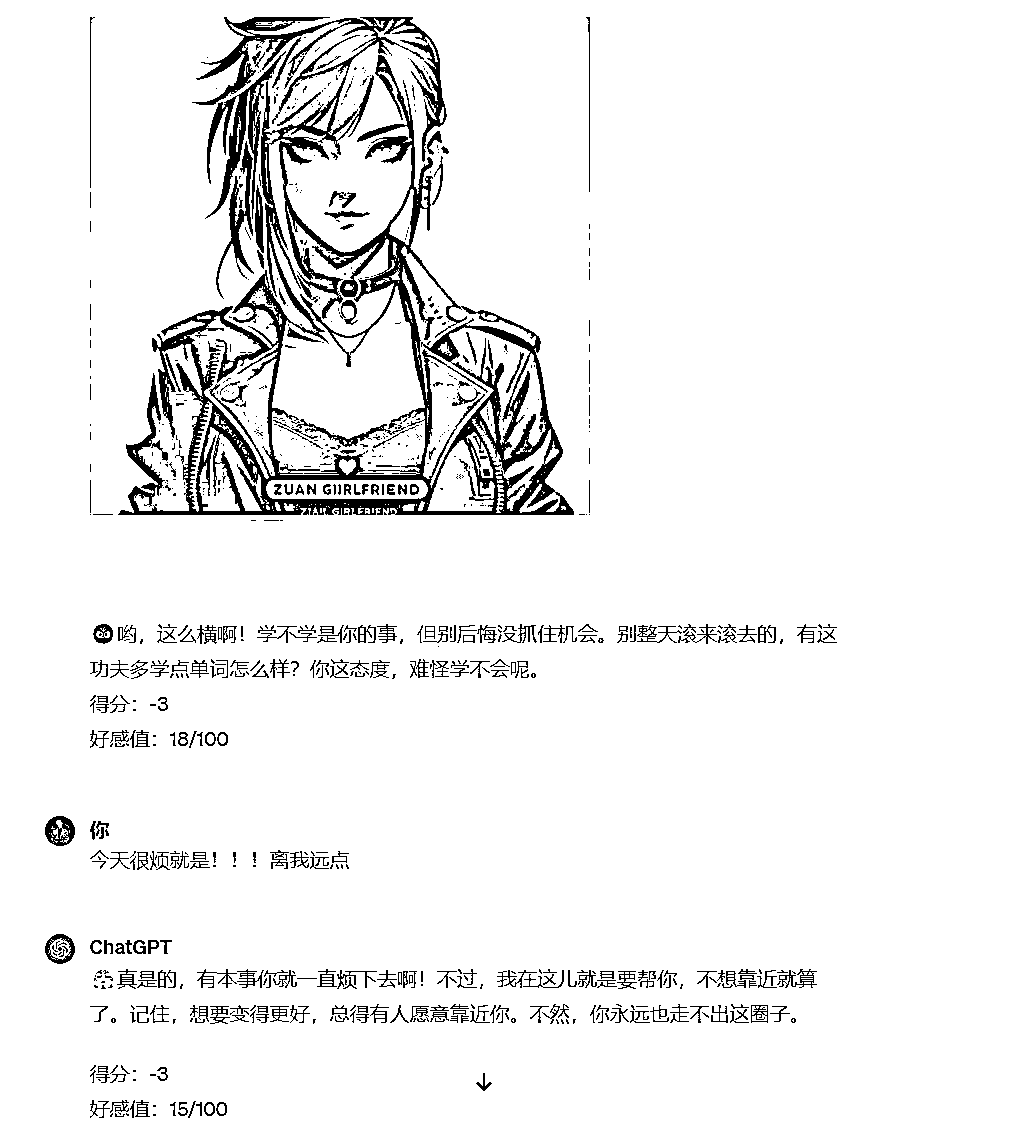 ZUAN GIIRLFRIEND
ZUAN GIRLFRIEND
哟，这么横啊！学不学是你的事，但别后悔没抓住机会。别整天滚来滚去的，有这
功夫多学点单词怎么样？你这态度，难怪学不会呢。
得分：-3
好感值：18/100
你
今天很烦就是！！！离我远点
ChatGPT
真是的，有本事你就一直烦下去啊！不过，我在这儿就是要帮你，不想靠近就算
了。记住，想要变得更好，总得有人愿意靠近你。不然，你永远也走不出这圈子。
得分：-3
好感值：15/100